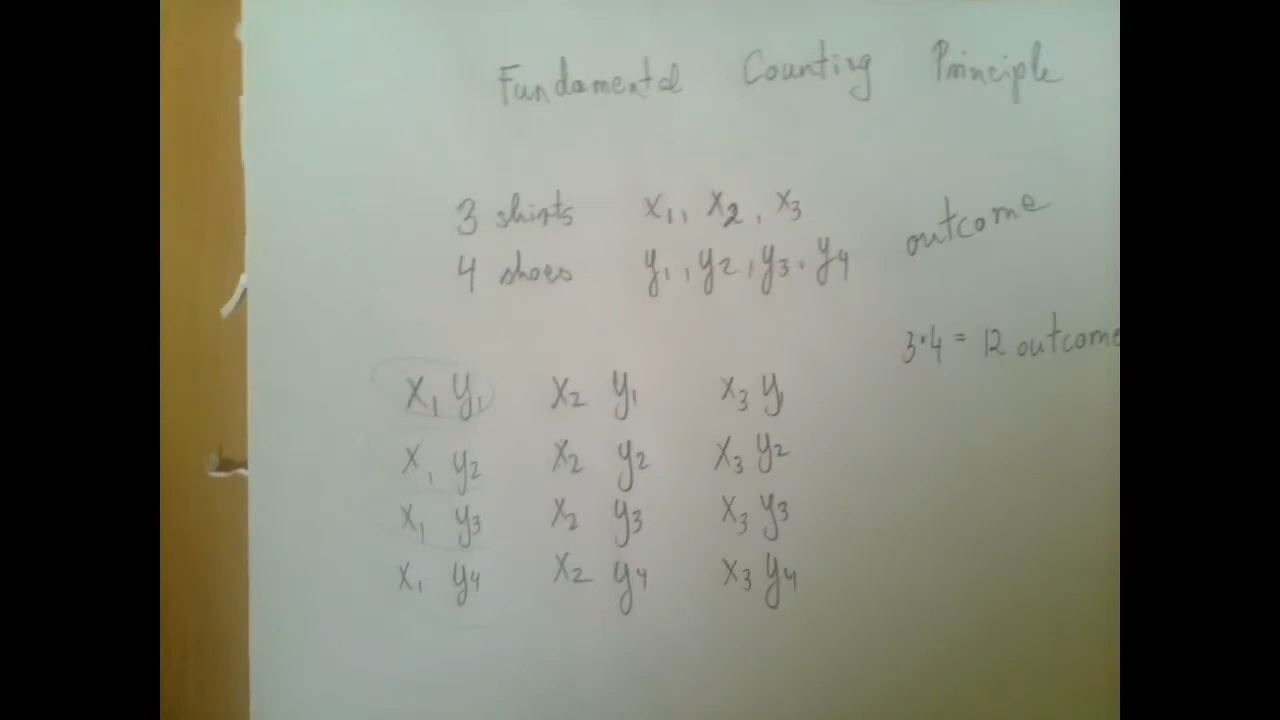 Fundamental Counting Principle
3 shirts x₁, x₂, x₃
4 shoes y₁, y₂, y₃, y₄ outcome
3·4 = 12 outcome
x₁ y₁ x₂ y₁ x₃ y₁
x₁ y₂ x₂ y₂ x₃ y₂
x₁ y₃ x₂ y₃ x₃ y₃
x₁ y₄ x₂ y₄ x₃ y₄